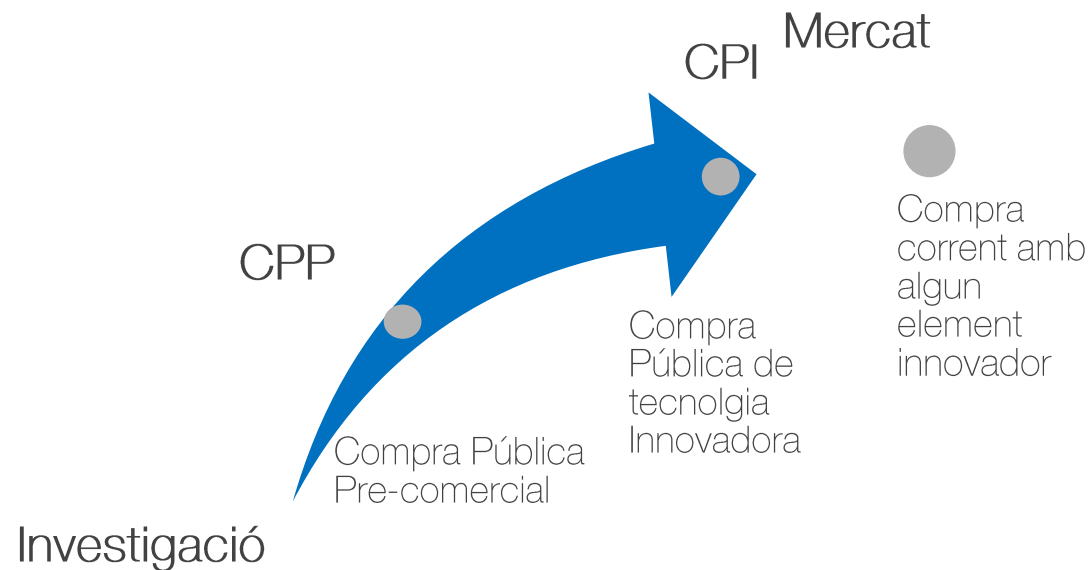 Mercat
CPI
Compra
corrent amb
algun
element
innovador
CPP
Compra
Pública de
tecnolgia
Innovadora
Compra Pública
Pre-comercial
Investigació